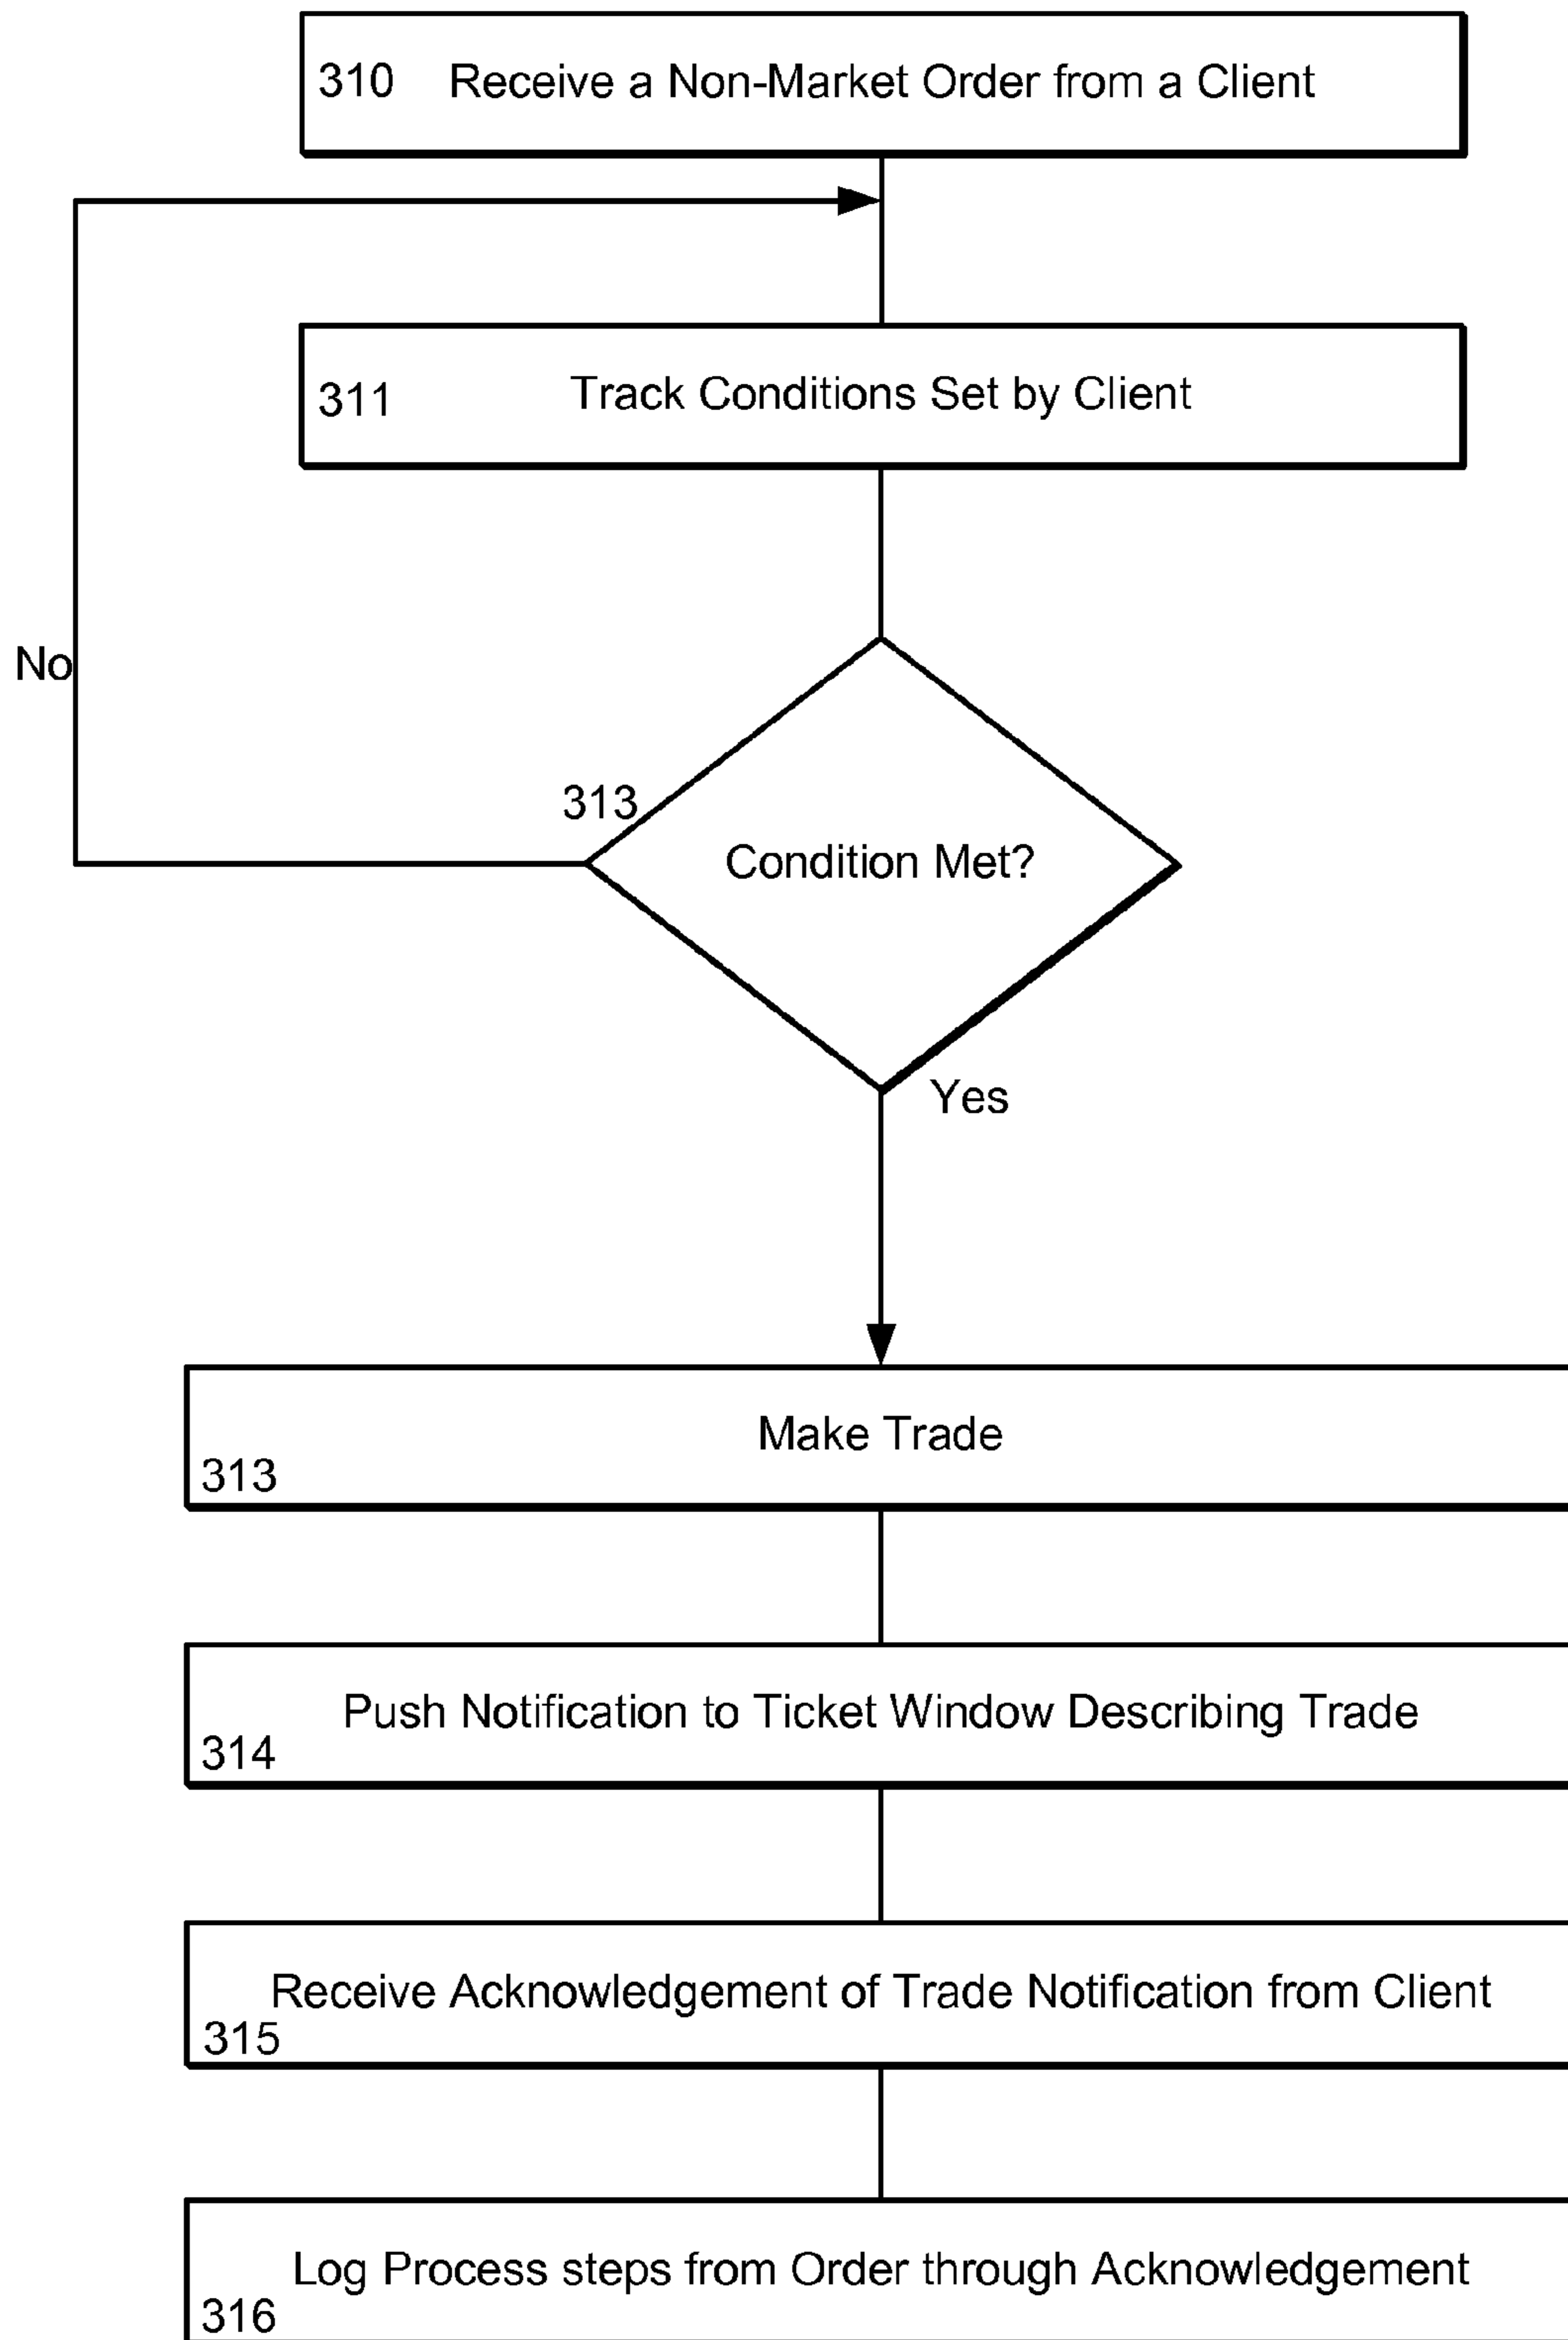 310 Receive a Non-Market Order from a Client
311 Track Conditions Set by Client
No
313
Condition Met?
Yes
Make Trade
313
Push Notification to Ticket Window Describing Trade
314
Receive Acknowledgement of Trade Notification from Client
315
Log Process steps from Order through Acknowledgement
316